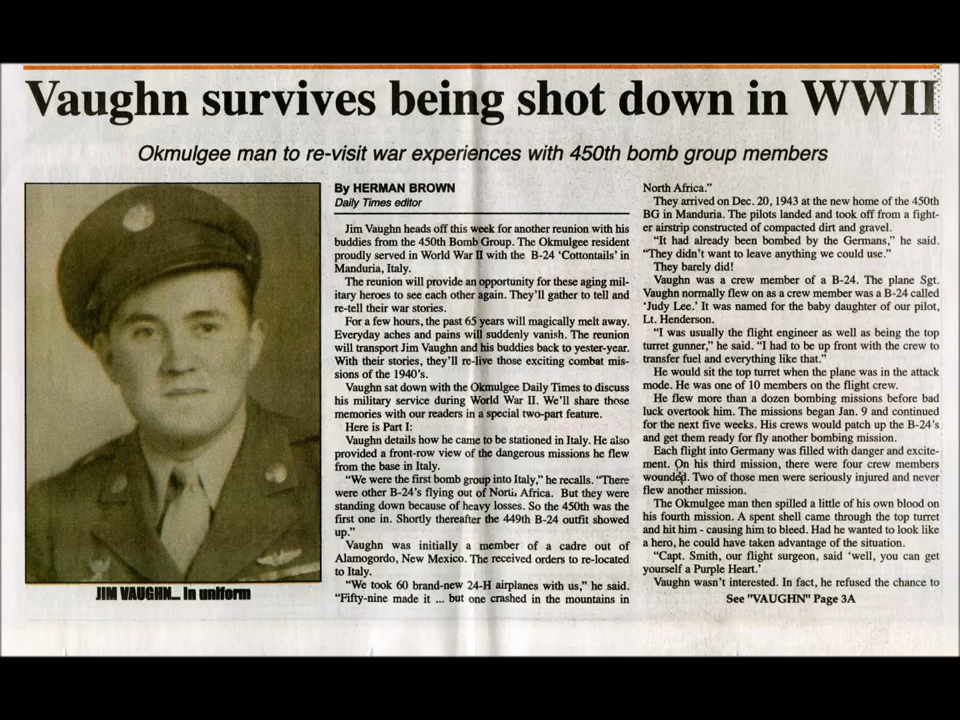 Vaughn survives being shot down in WWII
Okmulgee man to re-visit war experiences with 450th bomb group members
JIM VAUGHN... in uniform
By HERMAN BROWN
Daily Times editor
Jim Vaughn heads off this week for another reunion with his
buddies from the 450th Bomb Group. The Okmulgee resident
proudly served in World War II with the B-24 ‘Cottontails’ in
Manduria, Italy.
The reunion will provide an opportunity for these aging mil-
itary heroes to see each other again. They’ll gather to tell and
re-tell their war stories.
For a few hours, the past 65 years will magically melt away.
Everyday aches and pains will suddenly vanish. The reunion
will transport Jim Vaughn and his buddies back to yester-year.
With their stories, they’ll re-live those exciting combat mis-
sions of the 1940’s.
Vaughn sat down with the Okmulgee Daily Times to discuss
his military service during World War II. We’ll share those
memories with our readers in a special two-part feature.
Here is Part I:
Vaughn details how he came to be stationed in Italy. He also
provided a front-row view of the dangerous missions he flew
from the base in Italy.
“We were the first bomb group into Italy,” he recalls. “There
were other B-24’s flying out of North Africa. But they were
standing down because of heavy losses. So the 450th was the
first one in. Shortly thereafter the 449th B-24 outfit showed
up.”
Vaughn was initially a member of a cadre out of
Alamogordo, New Mexico. The received orders to re-located
to Italy.
“We took 60 brand-new 24-H airplanes with us,” he said.
“Fifty-nine made it ... but one crashed in the mountains in
North Africa.”
They arrived on Dec. 20, 1943 at the new home of the 450th
BG in Manduria. The pilots landed and took off from a fight-
er airstrip constructed of compacted dirt and gravel.
“It had already been bombed by the Germans,” he said.
“They didn’t want to leave anything we could use.”
They barely did!
Vaughn was a crew member of a B-24. The plane Sgt.
Vaughn normally flew on as a crew member was a B-24 called
‘Judy Lee.’ It was named for the baby daughter of our pilot,
Lt. Henderson.
“I was usually the flight engineer as well as being the top
turret gunner,” he said. “I had to be up front with the crew to
transfer fuel and everything like that.”
He would sit the top turret when the plane was in the attack
mode. He was one of 10 members on the flight crew.
He flew more than a dozen bombing missions before bad
luck overtook him. The missions began Jan. 9 and continued
for the next five weeks. His crews would patch up the B-24’s
and get them ready for fly another bombing mission.
Each flight into Germany was filled with danger and excite-
ment. On his third mission, there were four crew members
wounded. Two of those men were seriously injured and never
flew another mission.
The Okmulgee man then spilled a little of his own blood on
his fourth mission. A spent shell came through the top turret
and hit him - causing him to bleed. Had he wanted to look like
a hero, he could have taken advantage of the situation.
“Capt. Smith, our flight surgeon, said ‘well, you can get
yourself a Purple Heart.’
Vaughn wasn’t interested. In fact, he refused the chance to
See "VAUGHN" Page 3A